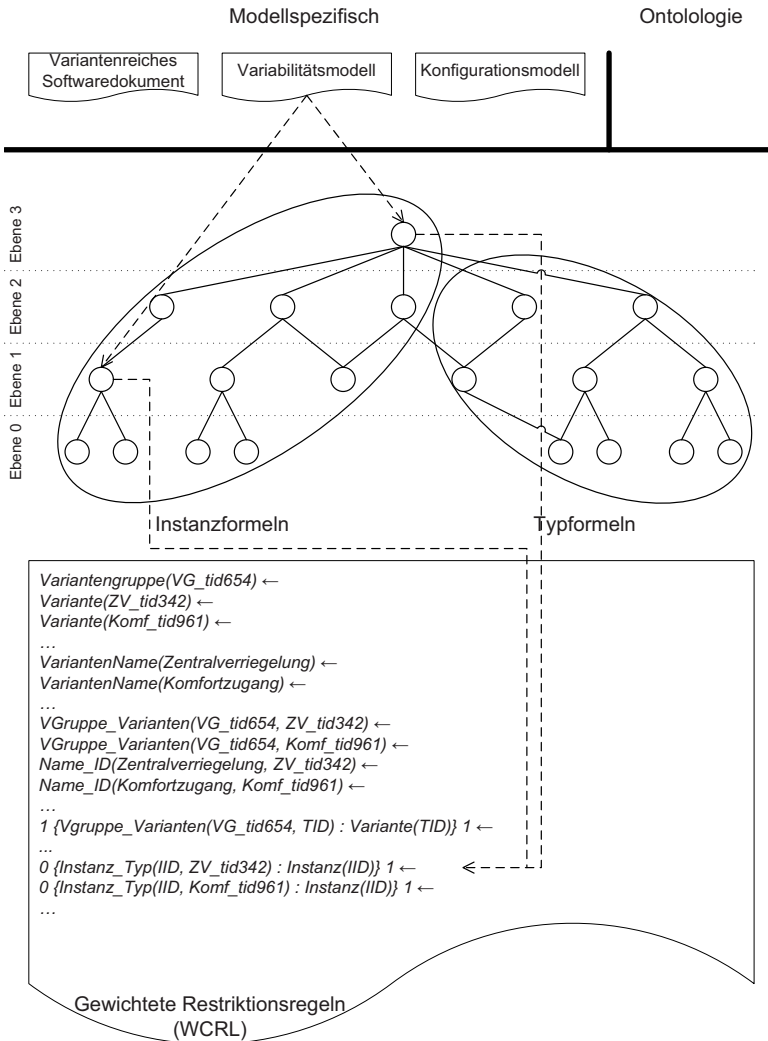 Modellspezifisch
Ontolologie
Variantenreiches
Softwaredokument
Variabilitätsmodell
Konfigurationsmodell
Ebene 3
Ebene 2
Ebene 1
Ebene 0
Instanzformeln
Typformeln
Variantengruppe(VG_tid654) ←
Variante(ZV_tid342) ←
Variante(Komf_tid961) ←
…
VariantenName(Zentralverriegelung) ←
VariantenName(Komfortzugang) ←
…
VGruppe_Varianten(VG_tid654, ZV_tid342) ←
VGruppe_Varianten(VG_tid654, Komf_tid961) ←
Name_ID(Zentralverriegelung, ZV_tid342) ←
Name_ID(Komfortzugang, Komf_tid961) ←
…
1 {Vgruppe_Varianten(VG_tid654, TID) : Variante(TID)} 1 ←
...
0 {Instanz_Typ(IID, ZV_tid342) : Instanz(IID)} 1 ←
0 {Instanz_Typ(IID, Komf_tid961) : Instanz(IID)} 1 ←
…
Gewichtete Restriktionsregeln
(WCRL)